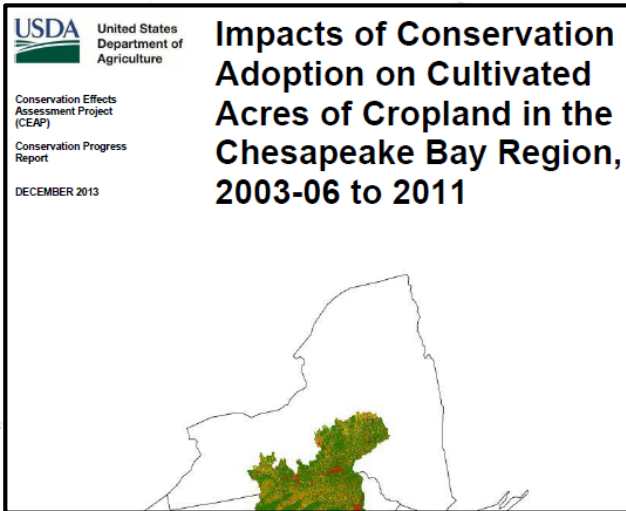 USDA
United States
Department of
Agriculture
Conservation Effects
Assessment Project
(CEAP)
Conservation Progress
Report
DECEMBER 2013
Impacts of Conservation
Adoption on Cultivated
Acres of Cropland in the
Chesapeake Bay Region,
2003-06 to 2011